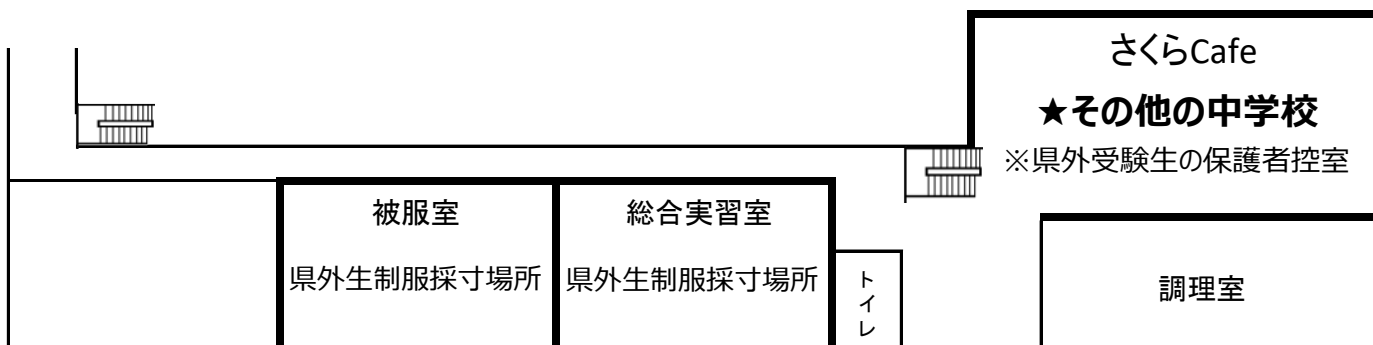 さくらCafe
★その他の中学校
※県外受験生の保護者控室
被服室
県外生制服採寸場所
総合実習室
県外生制服採寸場所
トイレ
調理室